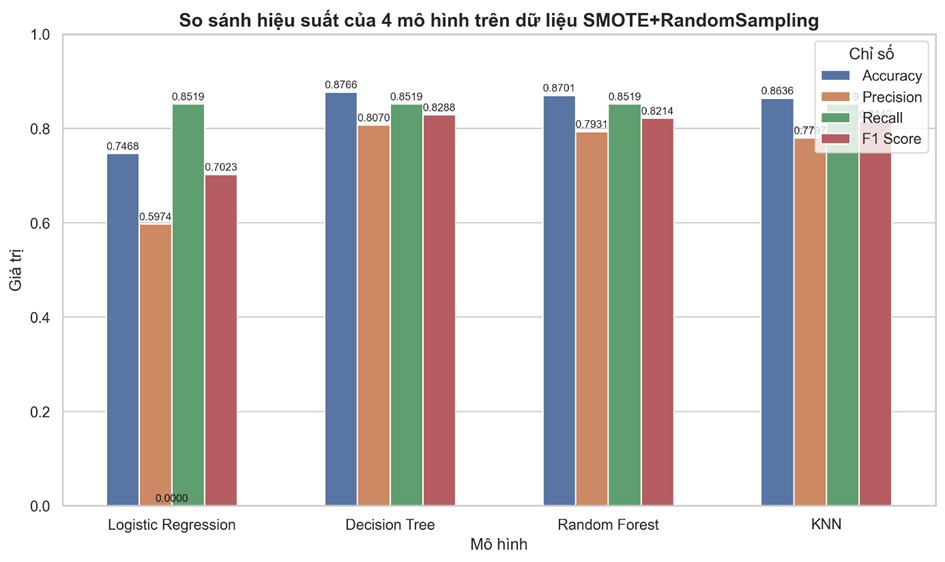 So sánh hiệu suất của 4 mô hình trên dữ liệu SMOTE+RandomSampling
Chỉ số
Accuracy
Precision
Recall
F1 Score
Giá trị
1.0
0.8
0.6
0.4
0.2
0.0
0.7468
0.5974
0.8519
0.7023
0.0000
0.8766
0.8070
0.8519
0.8288
0.8701
0.7931
0.8519
0.8214
0.8636
Logistic Regression
Decision Tree
Random Forest
KNN
Mô hình